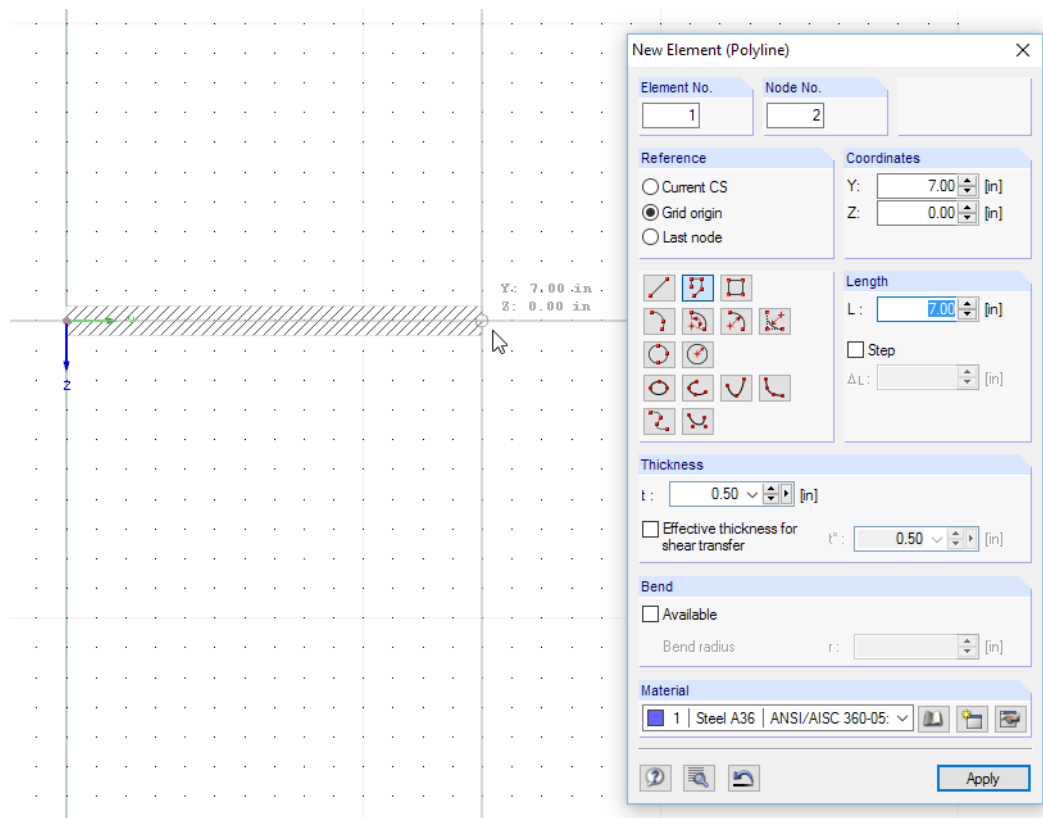 New Element (Polyline)
Element No.
Node No.
1
2
Reference
Coordinates
Current CS
Y:
7.00
[in]
Grid origin
Z:
0.00
[in]
Last node
Length
L :
7.00
[in]
Step
ΔL:
[in]
Y: 7.00 in
Z: 0.00 in
Y
Z
Thickness
t :
0.50
[in]
Effective thickness for
shear transfer
t* :
0.50
[in]
Bend
Available
Bend radius
r :
[in]
Material
1 | Steel A36 | ANSI/AISC 360-05:
Apply